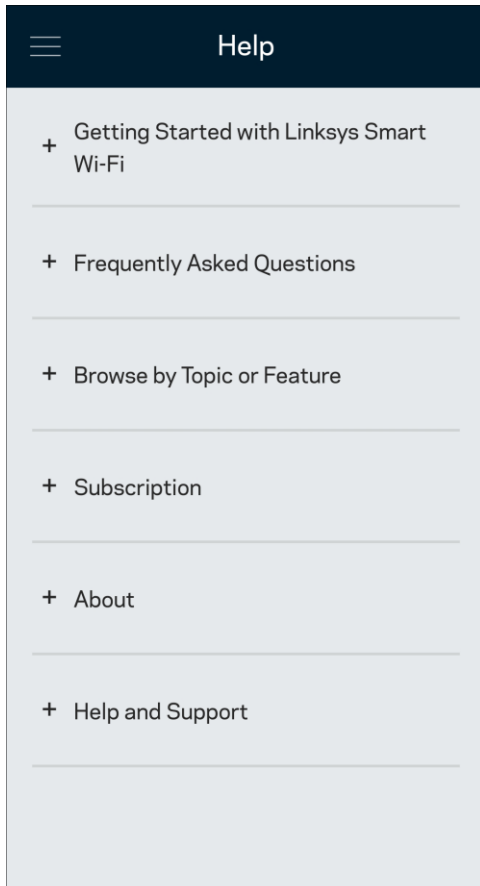 Help
+ Getting Started with Linksys Smart
Wi-Fi
+ Frequently Asked Questions
+ Browse by Topic or Feature
+ Subscription
+ About
+ Help and Support